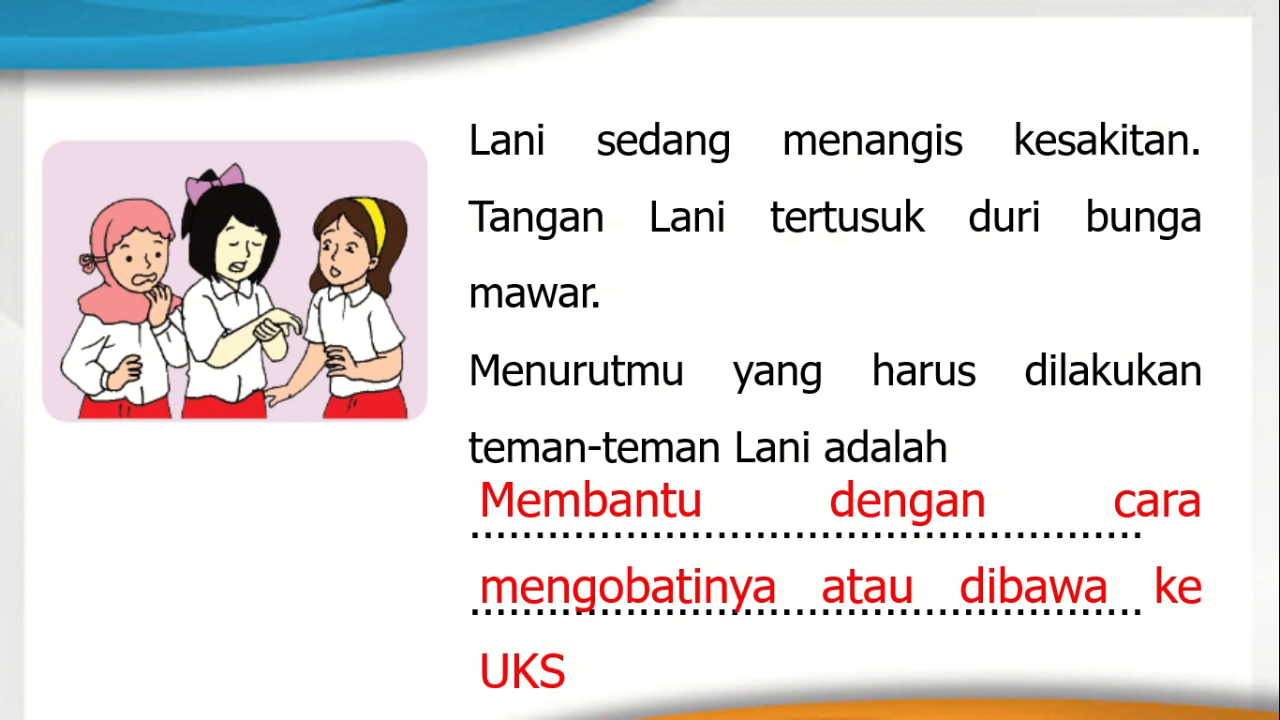 Lani sedang menangis kesakitan.
Tangan Lani tertusuk duri bunga
mawar.
Menurutmu yang harus dilakukan
teman-teman Lani adalah
Membantu dengan cara
....................................................
mengobatinya atau dibawa ke
....................................................
UKS